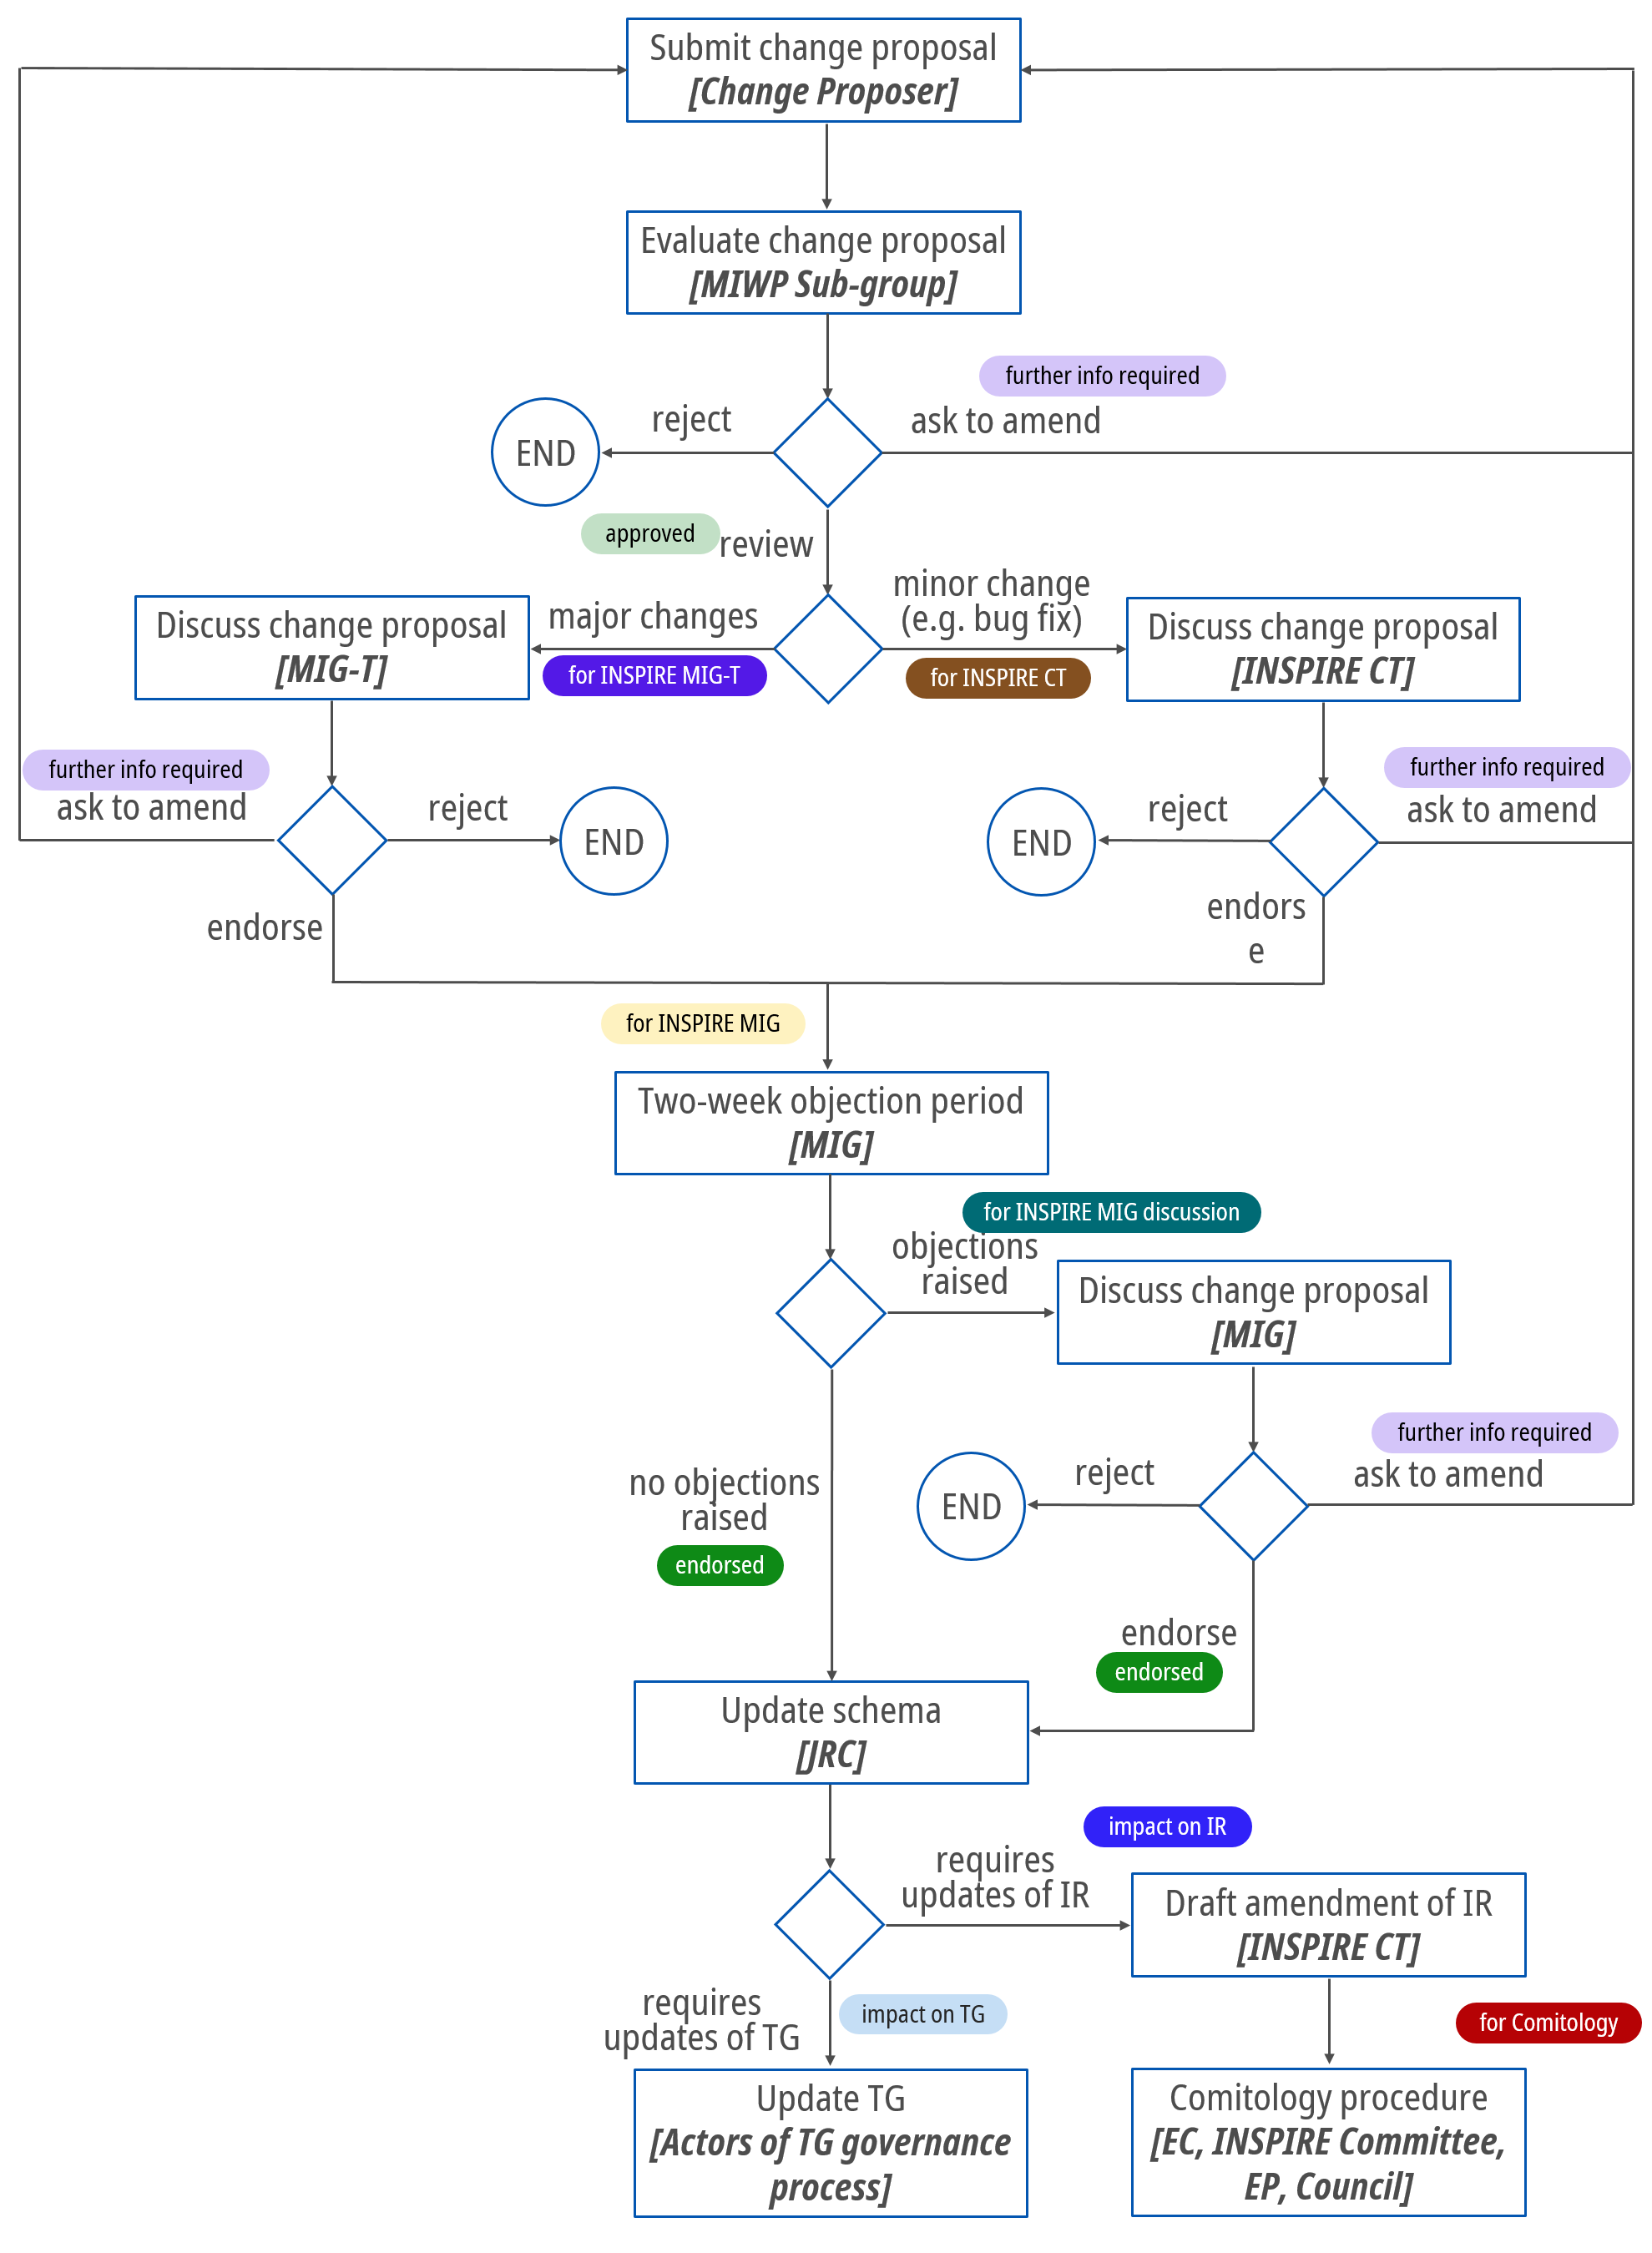 Submit change proposal
[Change Proposer]
Evaluate change proposal
[MIWP Sub-group]
further info required
reject
ask to amend
END
approved
review
major changes
minor change
(e.g. bug fix)
for INSPIRE MIG-T
for INSPIRE CT
Discuss change proposal
[MIG-T]
Discuss change proposal
[INSPIRE CT]
further info required
ask to amend
reject
END
END
reject
further info required
ask to amend
endorse
endors
e
for INSPIRE MIG
Two-week objection period
[MIG]
for INSPIRE MIG discussion
objections
raised
Discuss change proposal
[MIG]
further info required
ask to amend
reject
END
no objections
raised
endorsed
endorse
endorsed
Update schema
[JRC]
impact on IR
requires
updates of IR
Draft amendment of IR
[INSPIRE CT]
requires
updates of TG
impact on TG
for Comitology
Update TG
[Actors of TG governance
process]
Comitology procedure
[EC, INSPIRE Committee,
EP, Council]